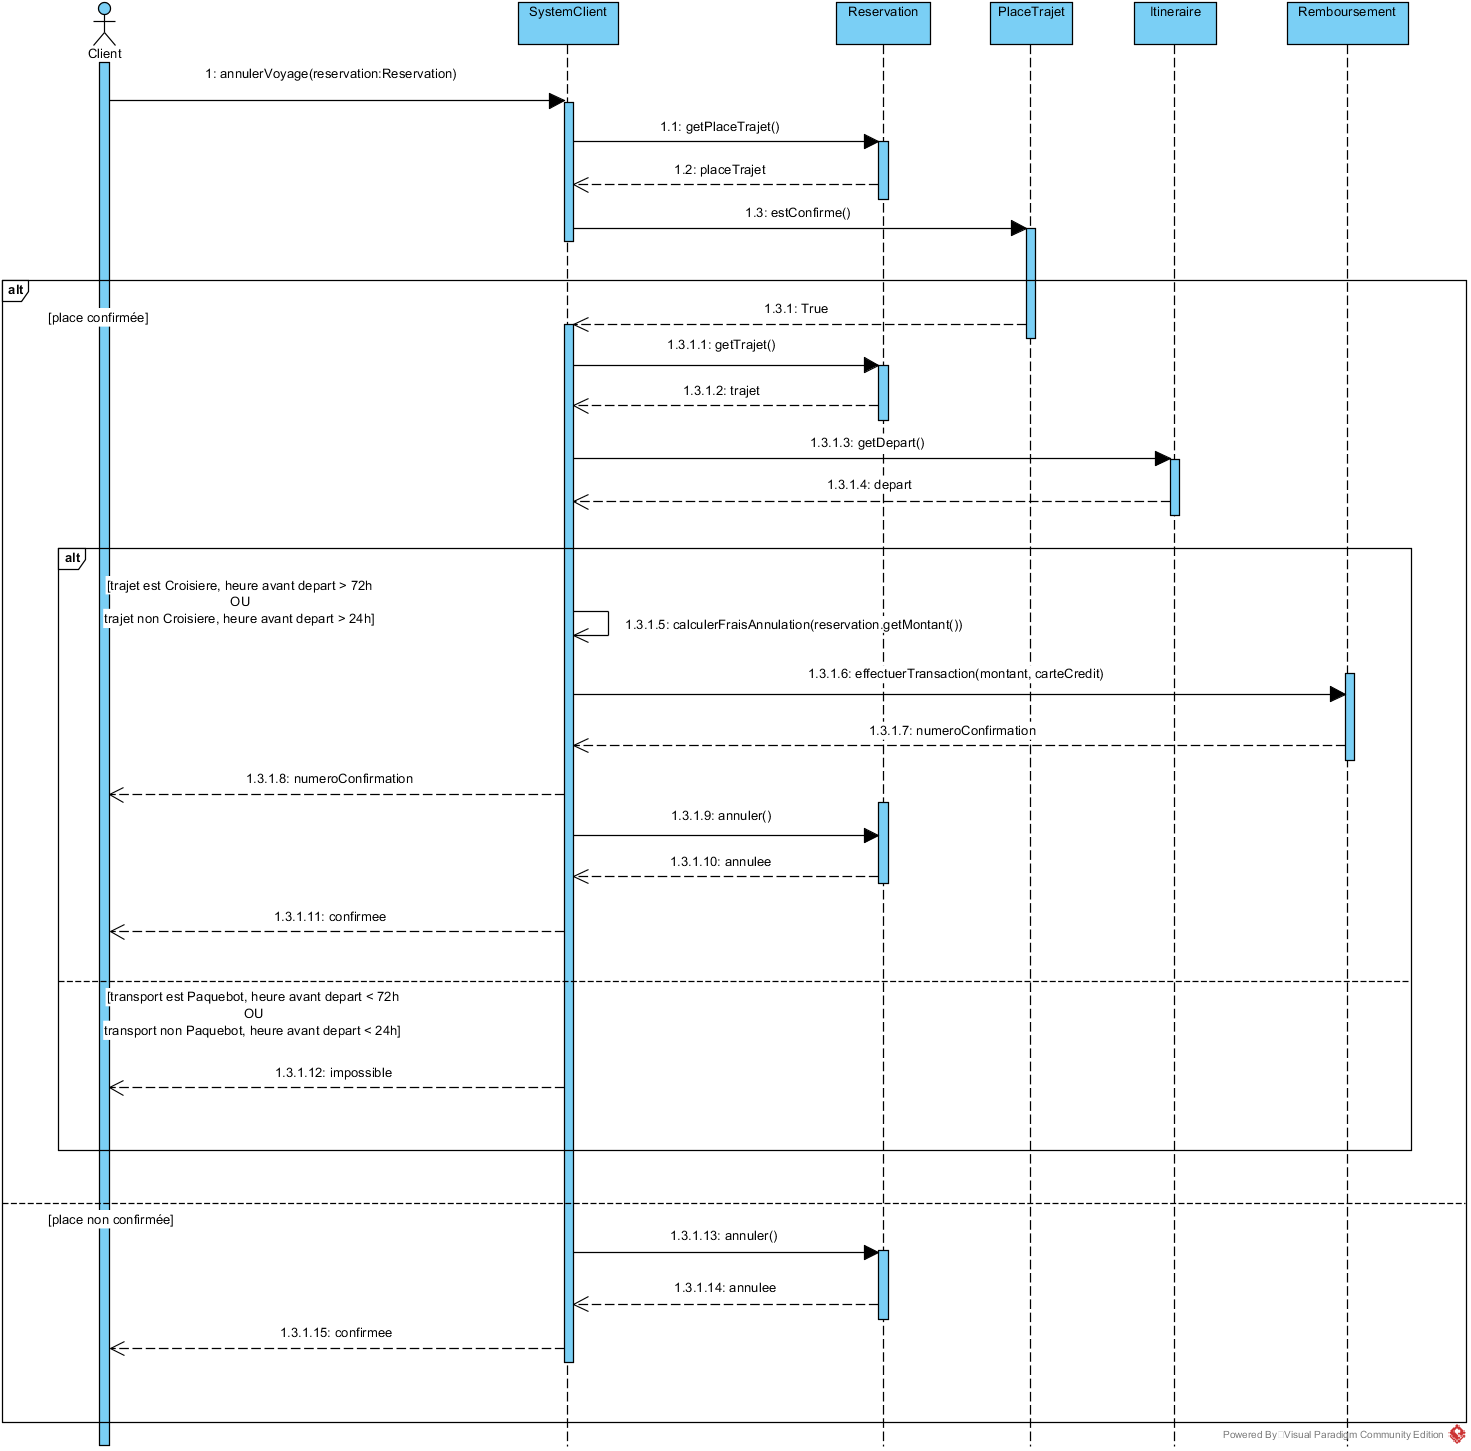 Client
SystemClient
Reservation
PlaceTrajet
Itineraire
Remboursement
1: annulerVoyage(reservation:Reservation)
1.1: getPlaceTrajet()
1.2: placeTrajet
1.3: estConfirme()
alt
[place confirmée]
1.3.1: True
1.3.1.1: getTrajet()
1.3.1.2: trajet
1.3.1.3: getDepart()
1.3.1.4: depart
alt
[trajet est Croisiere, heure avant depart > 72h
OU
trajet non Croisiere, heure avant depart > 24h]
1.3.1.5: calculerFraisAnnulation(reservation.getMontant())
1.3.1.6: effectuerTransaction(montant, carteCredit)
1.3.1.7: numeroConfirmation
1.3.1.8: numeroConfirmation
1.3.1.9: annuler()
1.3.1.10: annulee
1.3.1.11: confirmee
[transport est Paquebot, heure avant depart < 72h
OU
transport non Paquebot, heure avant depart < 24h]
1.3.1.12: impossible
[place non confirmée]
1.3.1.13: annuler()
1.3.1.14: annulee
1.3.1.15: confirmee
Powered By Visual Paradigm Community Edition